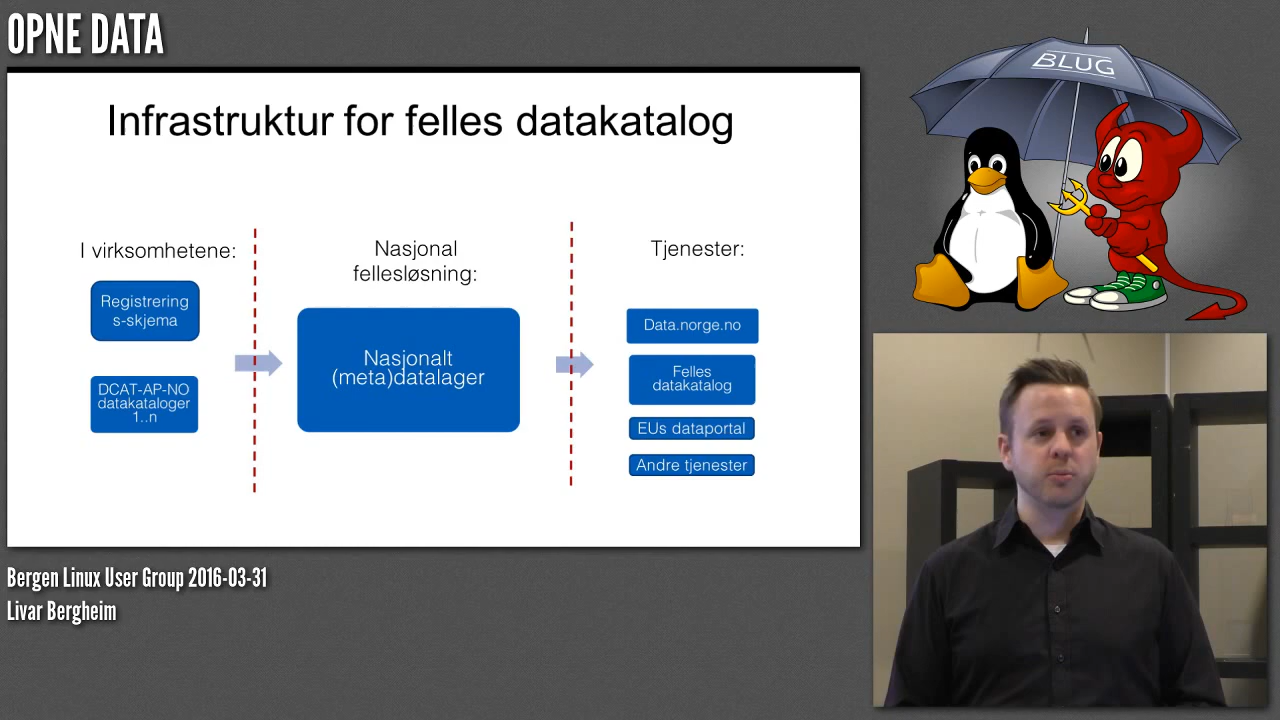 OPNE DATA
BLUG
Infrastruktur for felles datakatalog
I virksomhetene:
Registrering
s-skjema
DCAT-AP-NO
datakataloger
1..n
Nasjonal
fellesløsning:
Nasjonalt
(meta)datalager
Tjenester:
Data.norge.no
Felles
datakatalog
EUs dataportal
Andre tjenester
Bergen Linux User Group 2016-03-31
Livar Bergheim